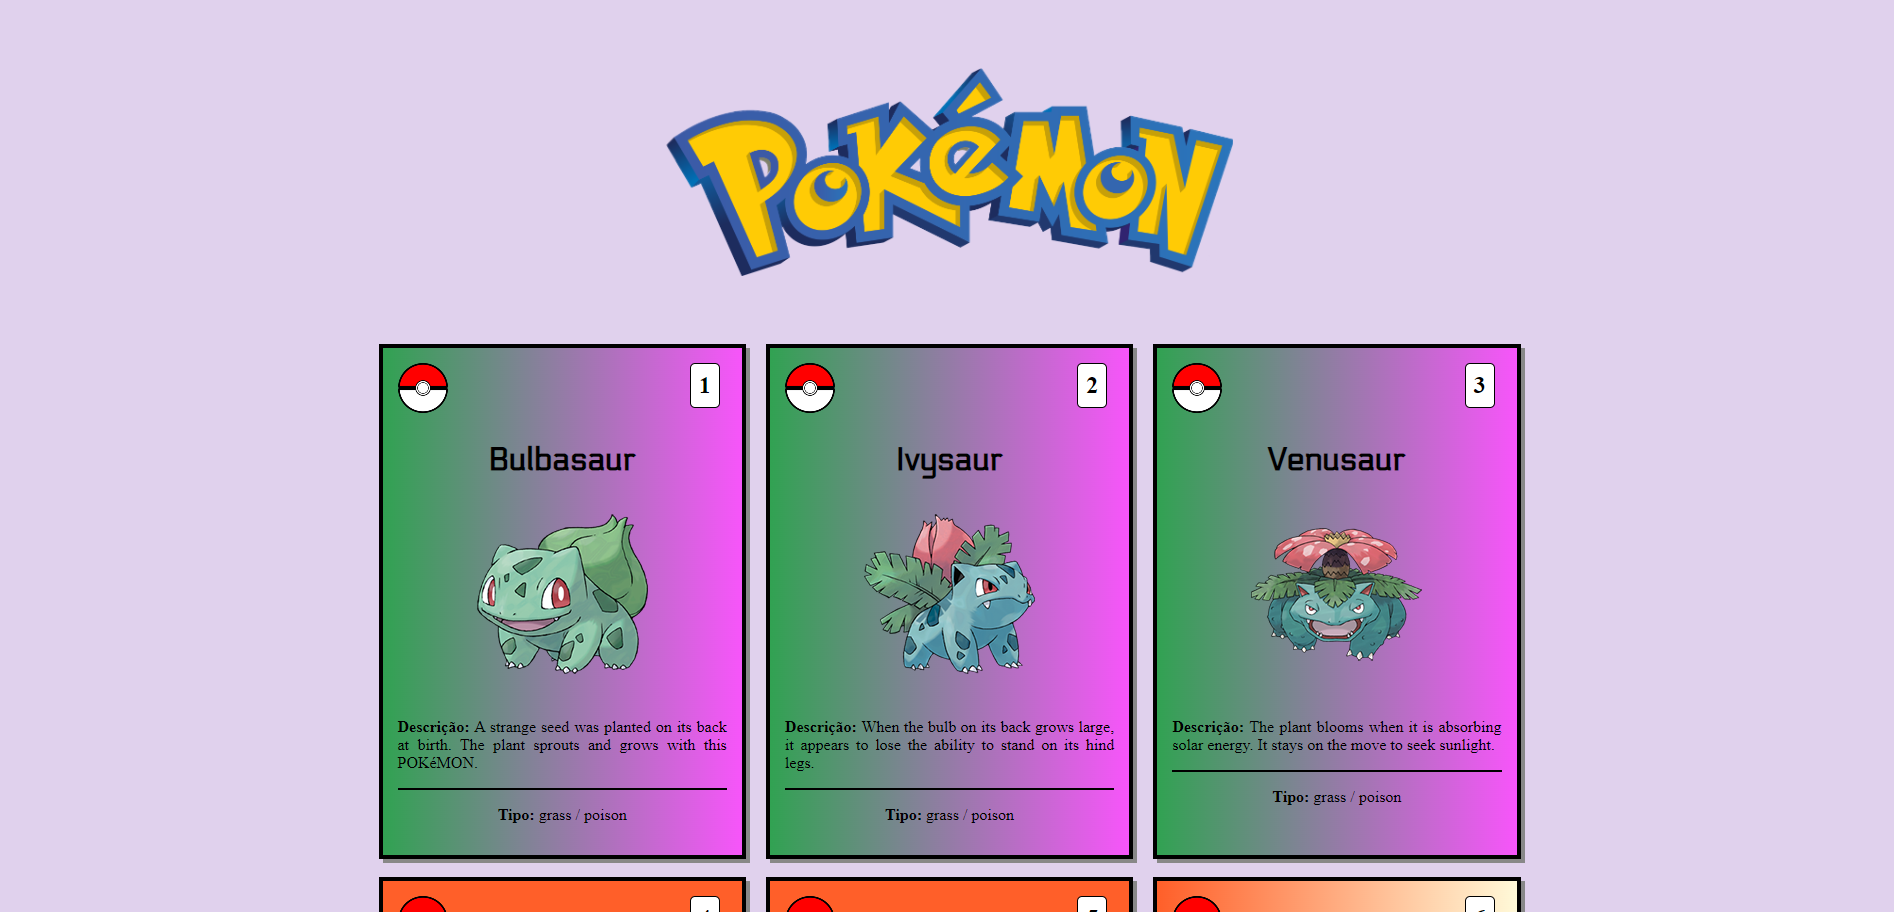 Pokémon
1
Bulbasaur
Descrição: A strange seed was planted on its back
at birth. The plant sprouts and grows with this
POKéMON.
Tipo: grass / poison
2
Ivysaur
Descrição: When the bulb on its back grows large,
it appears to lose the ability to stand on its hind
legs.
Tipo: grass / poison
3
Venusaur
Descrição: The plant blooms when it is absorbing
solar energy. It stays on the move to seek sunlight.
Tipo: grass / poison